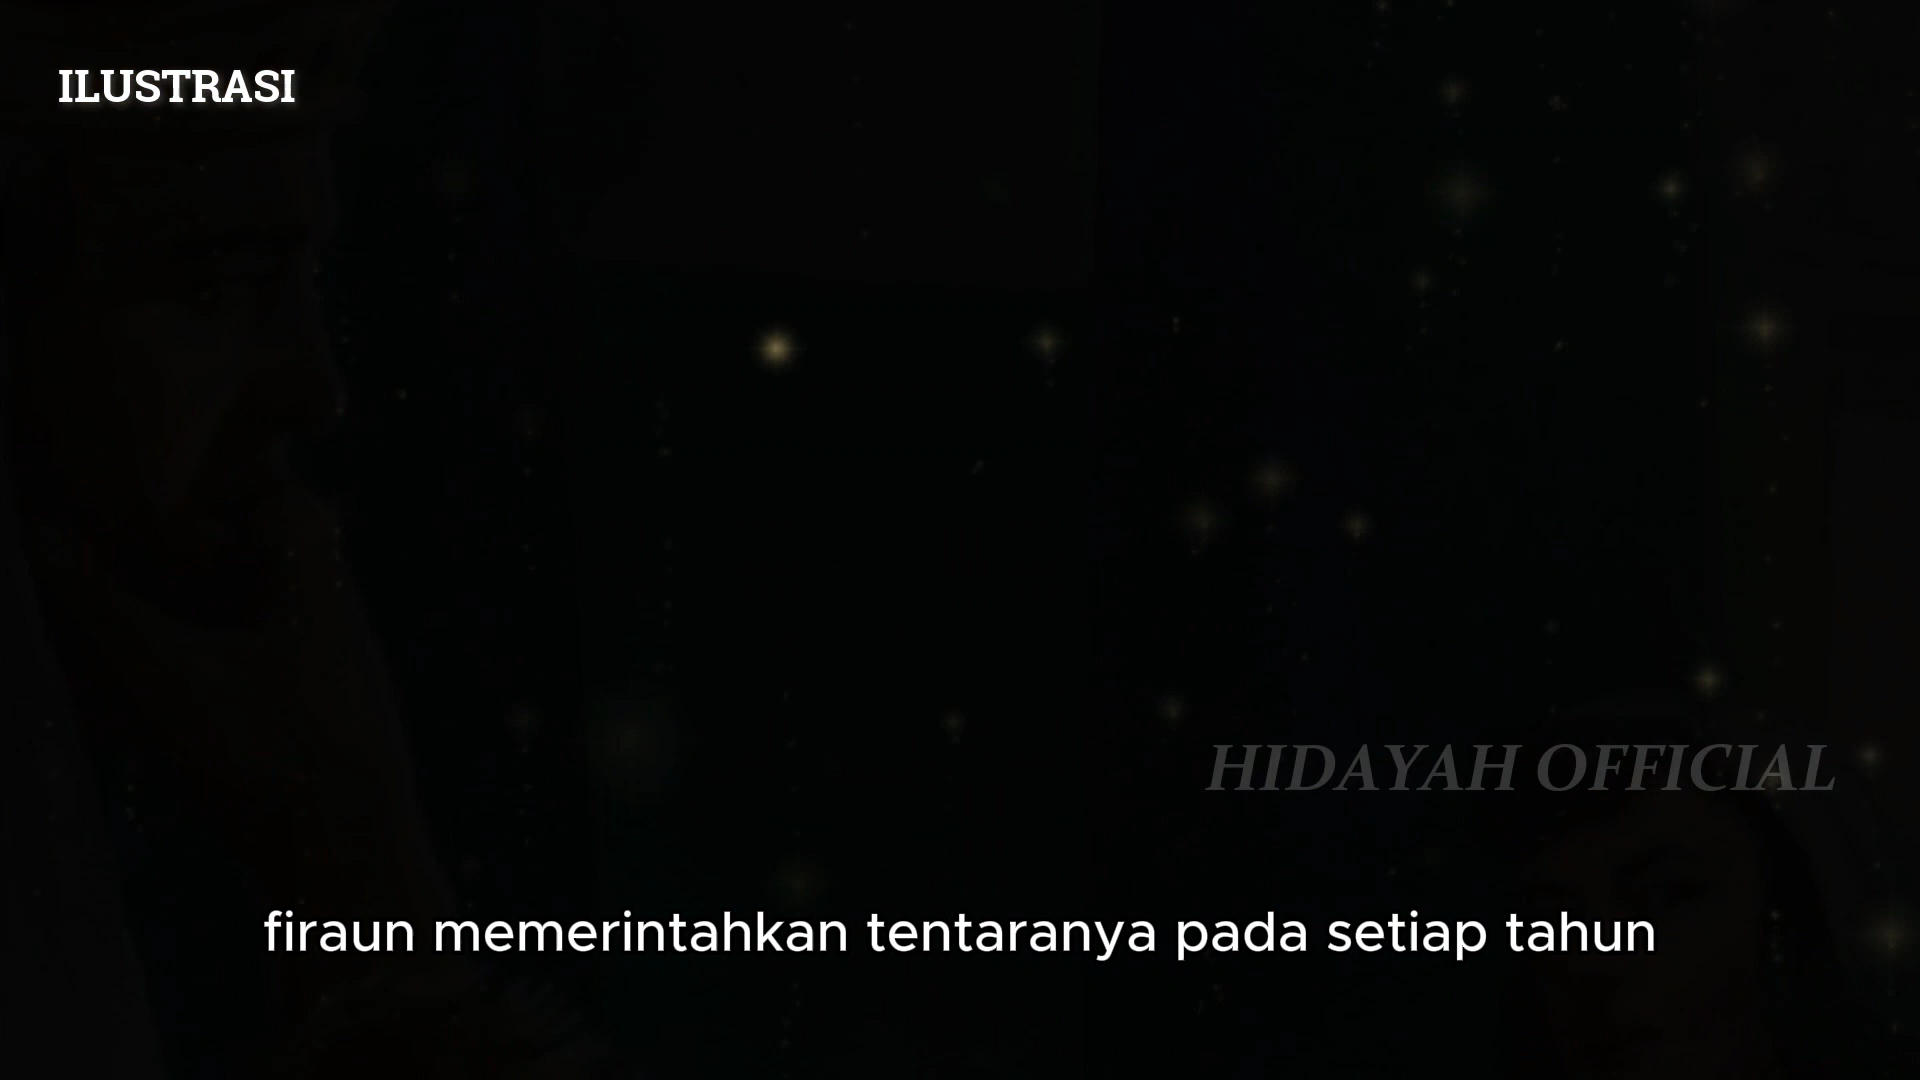 ILUSTRASI
HIDAYAH OFFICIAL
firaun memerintahkan tentaranya pada setiap tahun